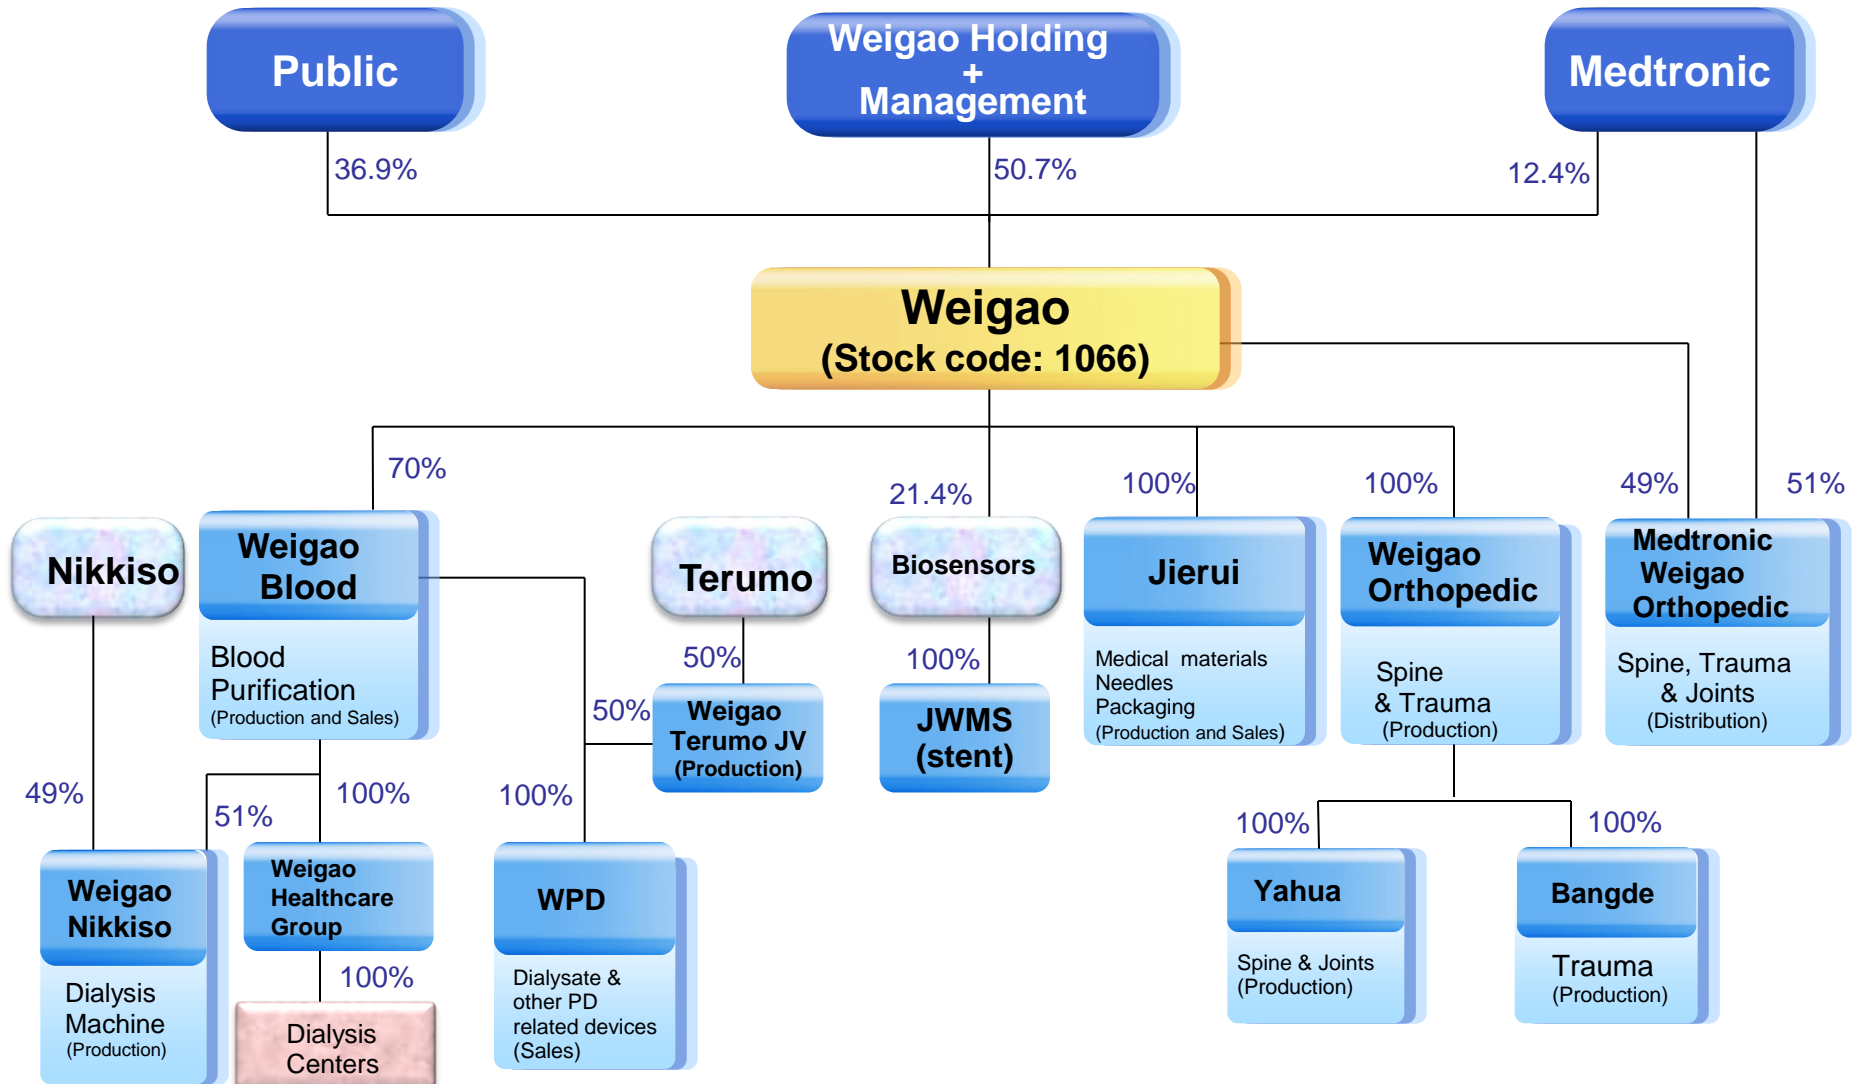 Public
Weigao Holding
+
Management
Medtronic
36.9%
50.7%
12.4%
Weigao
(Stock code: 1066)
70%
21.4%
100%
100%
49%
51%
Nikkiso
Weigao
Blood
Blood
Purification
(Production and Sales)
Terumo
Biosensors
Jierui
Medical materials
Needles
Packaging
(Production and Sales)
Weigao
Orthopedic
Spine
& Trauma
(Production)
Medtronic
Weigao
Orthopedic
Spine, Trauma
& Joints
(Distribution)
50%
100%
50%
Weigao
Terumo JV
(Production)
JWMS
(stent)
49%
51%
100%
100%
100%
100%
Weigao
Nikkiso
Dialysis
Machine
(Production)
Weigao
Healthcare
Group
100%
Dialysis
Centers
WPD
Dialysate &
other PD
related devices
(Sales)
Yahua
Spine & Joints
(Production)
Bangde
Trauma
(Production)